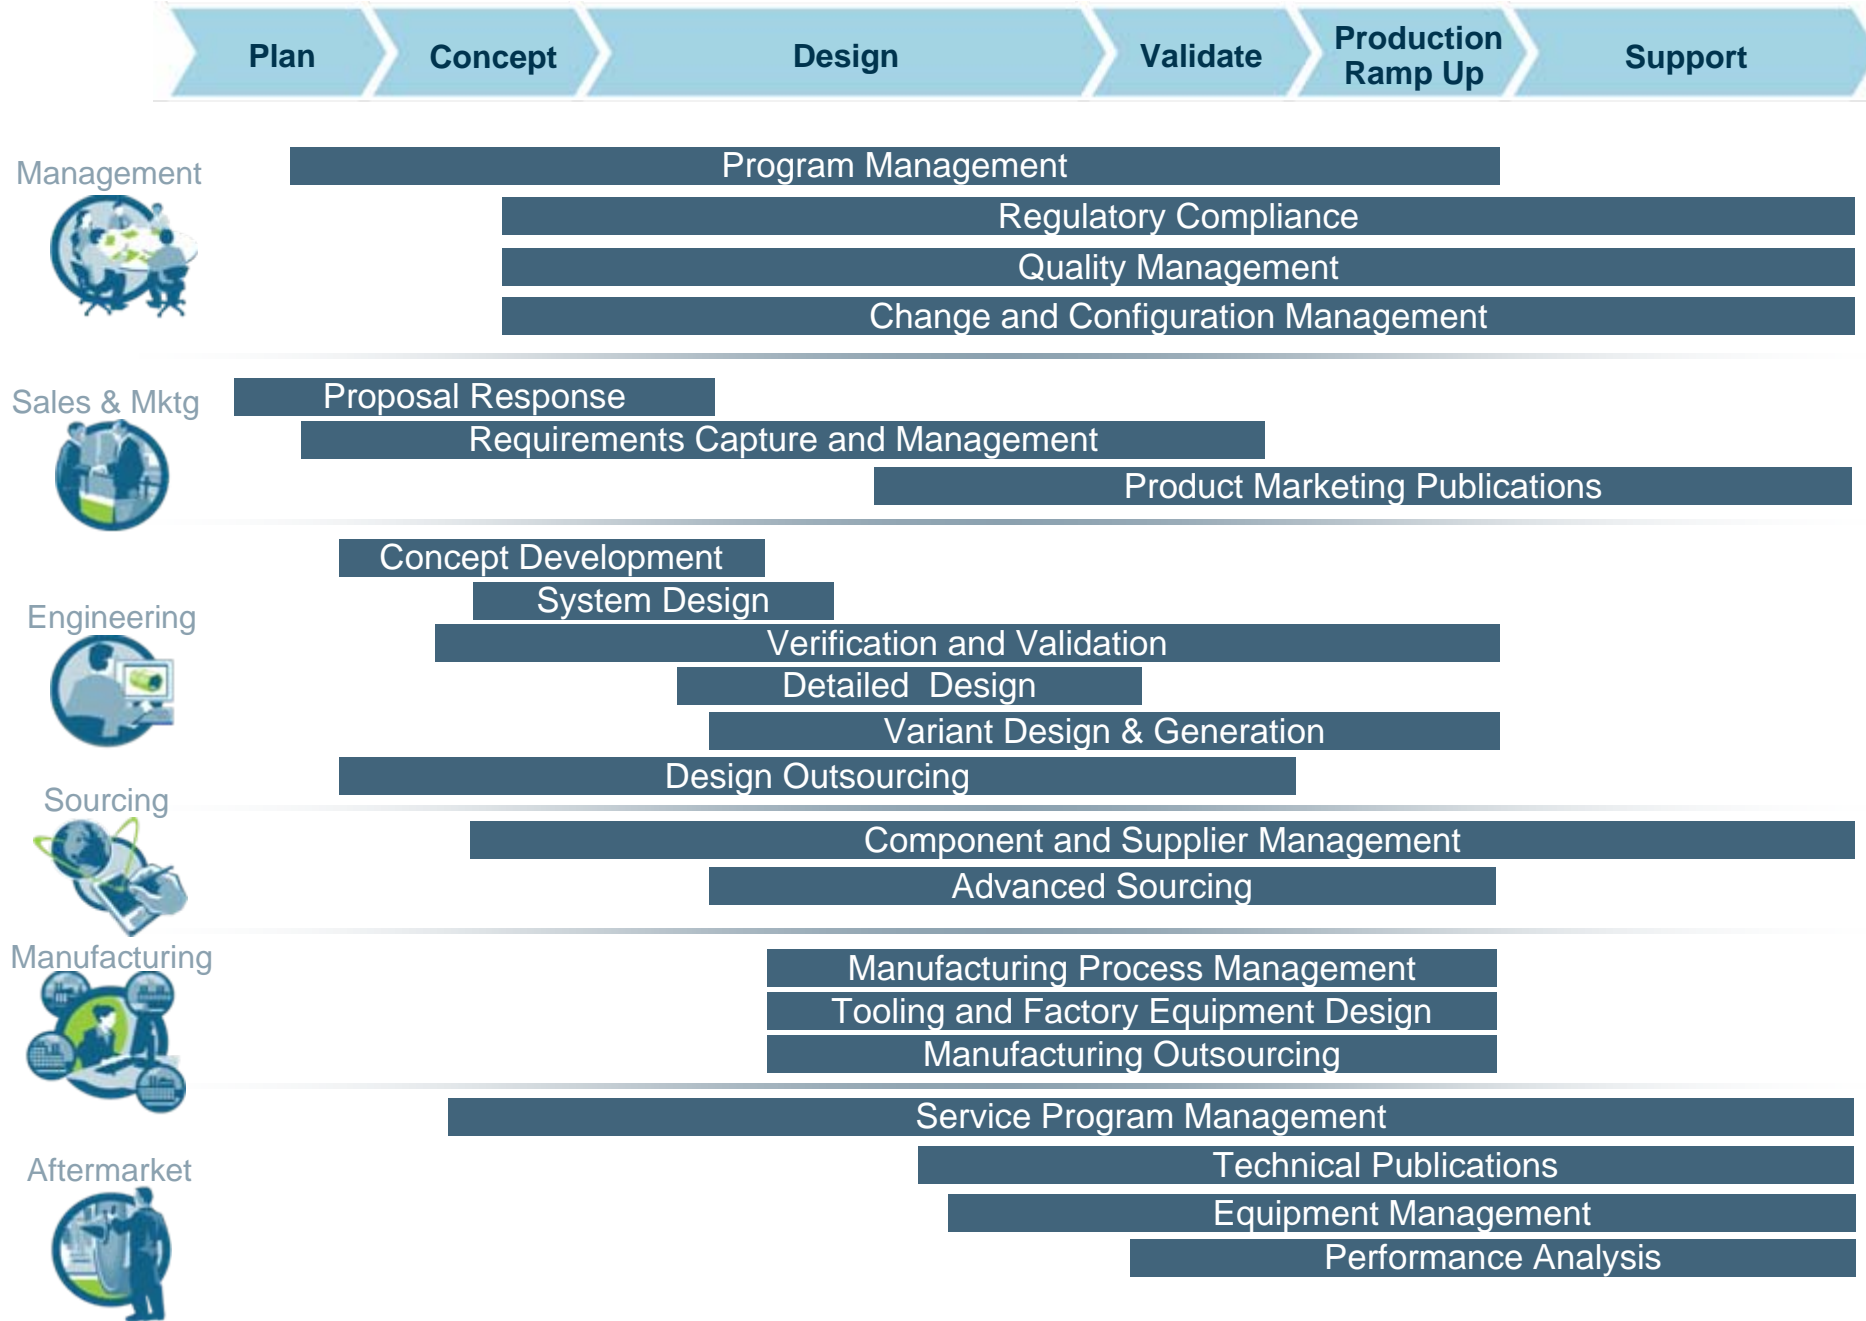 Plan
Concept
Design
Validate
Production
Ramp Up
Support
Management
Program Management
Regulatory Compliance
Quality Management
Change and Configuration Management
Sales & Mktg
Proposal Response
Requirements Capture and Management
Product Marketing Publications
Engineering
Concept Development
System Design
Verification and Validation
Detailed  Design
Variant Design & Generation
Design Outsourcing
Sourcing
Component and Supplier Management
Advanced Sourcing
Manufacturing
Manufacturing Process Management
Tooling and Factory Equipment Design
Manufacturing Outsourcing
Aftermarket
Service Program Management
Technical Publications
Equipment Management
Performance Analysis